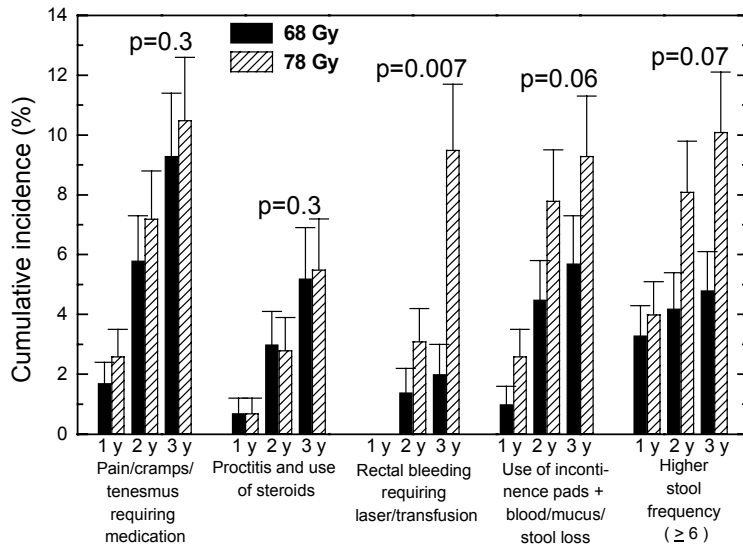 14
12
10
8
6
4
2
0
Cumulative incidence (%)
68 Gy
78 Gy
p=0.3
p=0.3
p=0.007
p=0.06
p=0.07
1 y 2 y 3 y
1 y 2 y 3 y
1 y 2 y 3 y
1 y 2 y 3 y
1 y 2 y 3 y
Pain/cramps/
tenesmus
requiring
medication
Proctitis and use
of steroids
Rectal bleeding
requiring
laser/transfusion
Use of inconti-
nence pads +
blood/mucus/
stool loss
Higher
stool
frequency
( ≥ 6 )